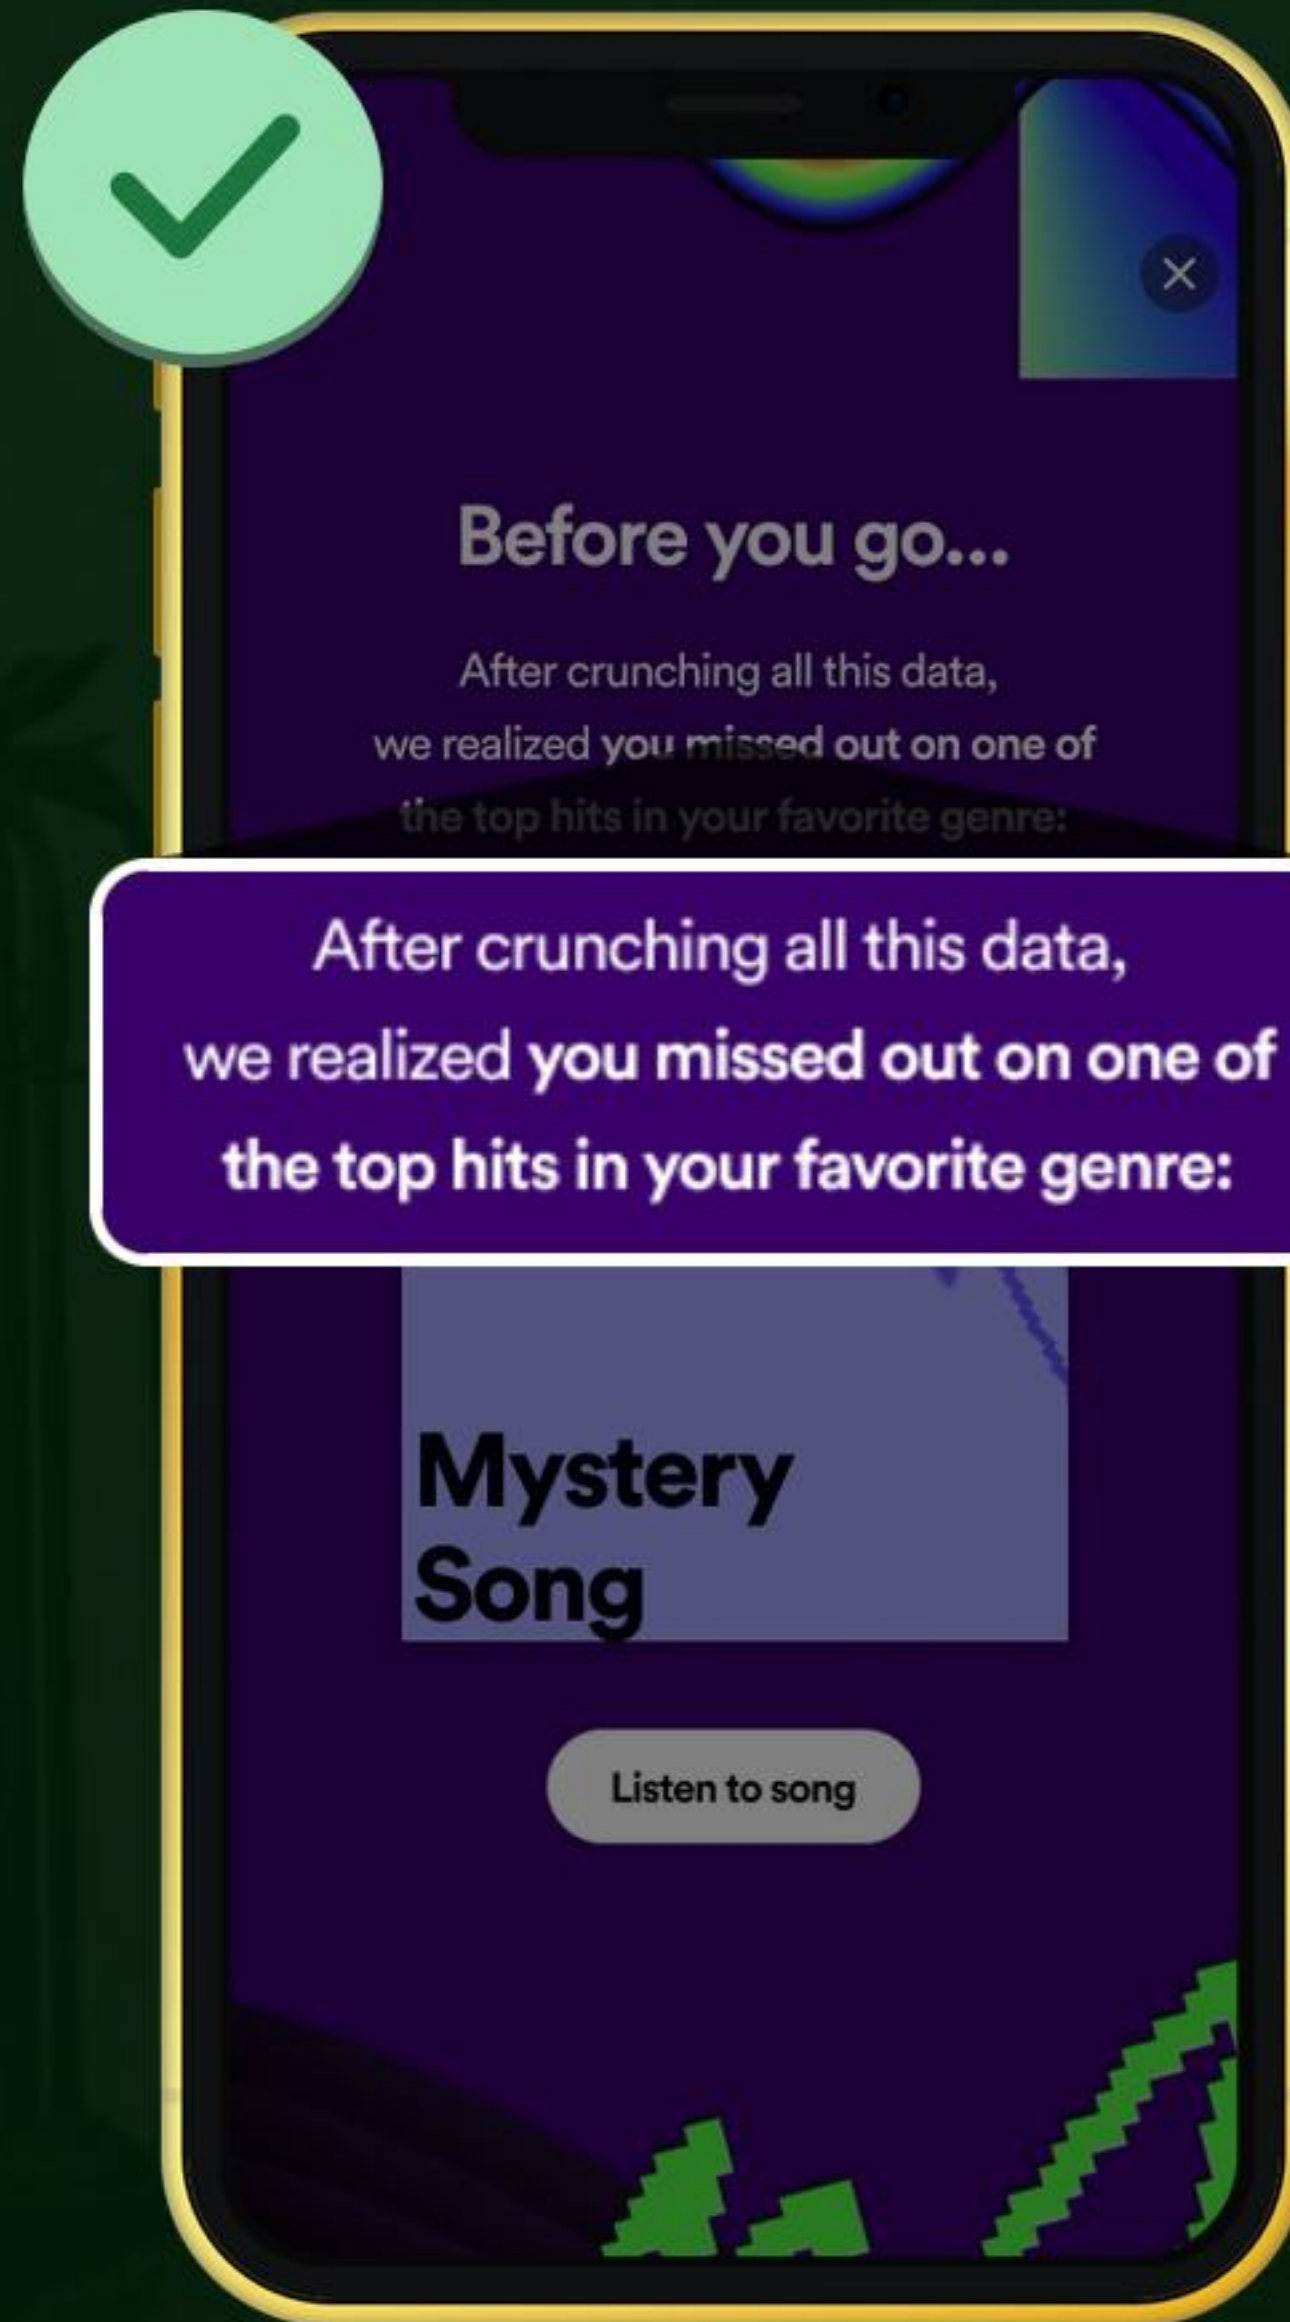 Before you go...
After crunching all this data,
we realized you missed out on one of
the top hits in your favorite genre:
After crunching all this data,
we realized you missed out on one of
the top hits in your favorite genre:
Mystery
Song
Listen to song